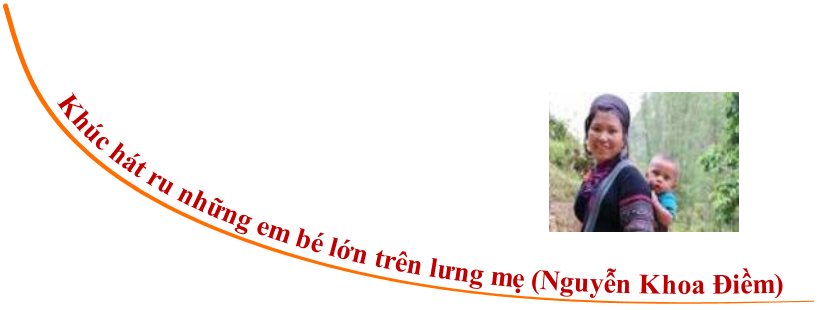 Khúc hát ru những em bé lớn trên lưng mẹ (Nguyễn Khoa Điềm)